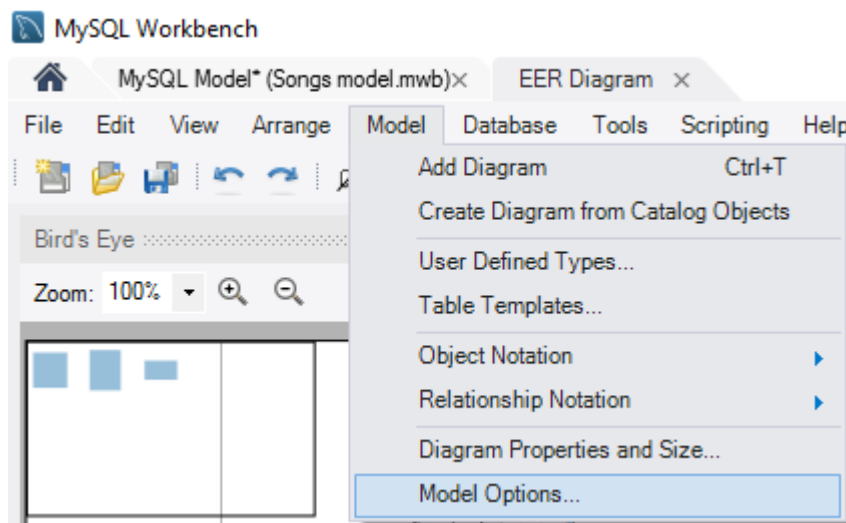 MySQL Workbench
MySQL Model* (Songs model.mwb)× EER Diagram ×
File Edit View Arrange Model Database Tools Scripting Help
Add Diagram Ctrl+T
Create Diagram from Catalog Objects
Bird's Eye
User Defined Types...
Zoom: 100%
Table Templates...
Object Notation
Relationship Notation
Diagram Properties and Size...
Model Options...